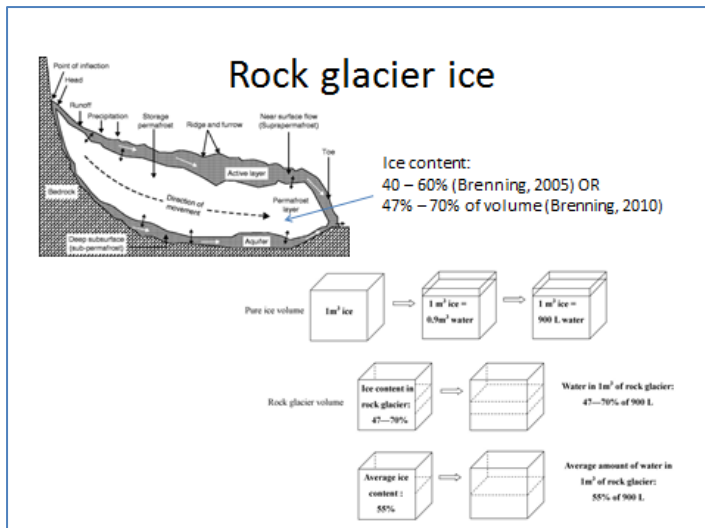 Rock glacier ice
Point of inflection
Head
Runoff
Precipitation
Storage
permafrost
Ridge and furrow
Near surface flow
(Suprapermafrost)
Toe
Active layer
Bedrock
Direction of
movement
Permafrost
layer
Deep subsurface
(sub-permafrost)
Aquifer
Ice content:
40 – 60% (Brenning, 2005) OR
47% – 70% of volume (Brenning, 2010)
Pure ice volume
1m³ ice
1 m³ ice =
0.9m³ water
1 m³ ice =
900 L water
Rock glacier volume
Ice content in
rock glacier:
47—70%
Water in 1m³ of rock glacier:
47—70% of 900 L
Average ice
content :
55%
Average amount of water in
1m³ of rock glacier:
55% of 900 L